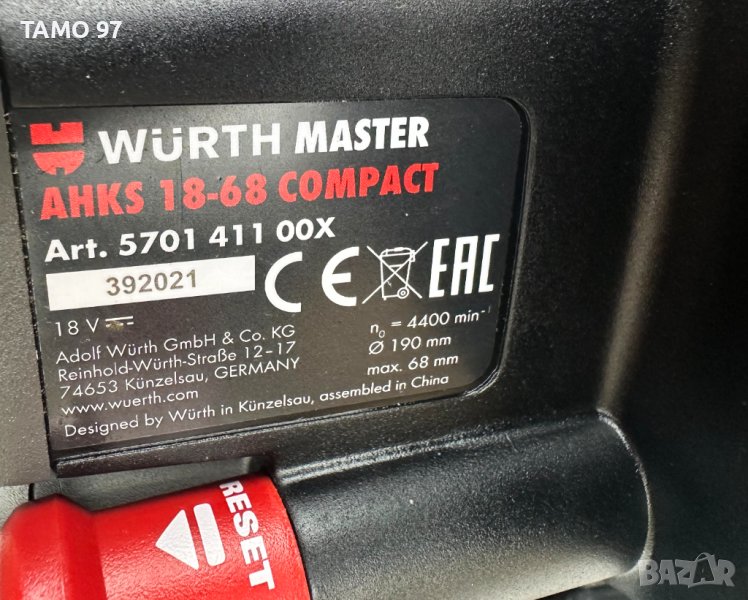 TAMO 97
WÜRTH MASTER
AHKS 18-68 COMPACT
Art. 5701 411 00X
392021
CE EAC
18 V
n₀ = 4400 min⁻¹
Adolf Würth GmbH & Co. KG
Ø 190 mm
Reinhold-Würth-Straße 12-17
max. 68 mm
74653 Künzelsau, GERMANY
www.wuerth.com
Designed by Würth in Künzelsau, assembled in China
RESET
BAZAR